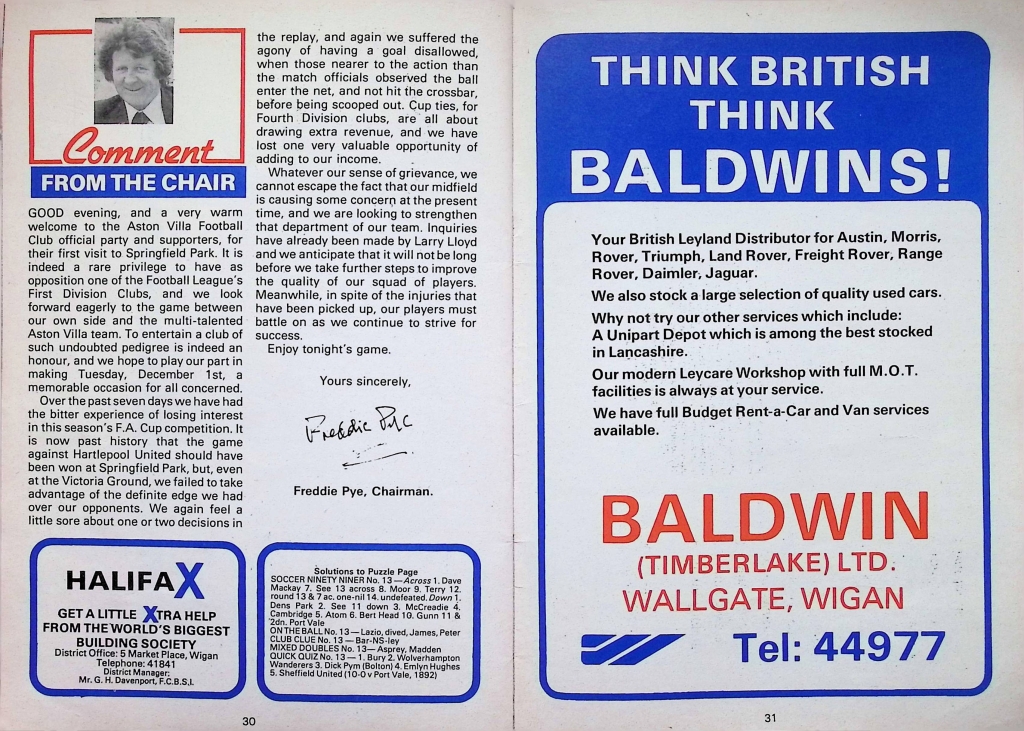 Comment
FROM THE CHAIR
GOOD evening, and a very warm
welcome to the Aston Villa Football
Club official party and supporters, for
their first visit to Springfield Park. It is
indeed a rare privilege to have as
opposition one of the Football League's
First Division Clubs, and we look
forward eagerly to the game between
our own side and the multi-talented
Aston Villa team. To entertain a club of
such undoubted pedigree is indeed an
honour, and we hope to play our part in
making Tuesday, December 1st, a
memorable occasion for all concerned.
Over the past seven days we have had
the bitter experience of losing interest
in this season's F.A. Cup competition. It
is now past history that the game
against Hartlepool United should have
been won at Springfield Park, but, even
at the Victoria Ground, we failed to take
advantage of the definite edge we had
over our opponents. We again feel a
little sore about one or two decisions in
the replay, and again we suffered the
agony of having a goal disallowed,
when those nearer to the action than
the match officials observed the ball
enter the net, and not hit the crossbar,
before being scooped out. Cup ties, for
Fourth Division clubs, are all about
drawing extra revenue, and we have
lost one very valuable opportunity of
adding to our income.
Whatever our sense of grievance, we
cannot escape the fact that our midfield
is causing some concern at the present
time, and we are looking to strengthen
that department of our team. Inquiries
have already been made by Larry Lloyd
and we anticipate that it will not be long
before we take further steps to improve
the quality of our squad of players.
Meanwhile, in spite of the injuries that
have been picked up, our players must
battle on as we continue to strive for
success.
Enjoy tonight's game.
Yours sincerely,
Freddie Pye
Freddie Pye, Chairman.
HALIFAX
GET A LITTLE XTRA HELP
FROM THE WORLD'S BIGGEST
BUILDING SOCIETY
District Office: 5 Market Place, Wigan
Telephone: 41841
District Manager:
Mr. G. H. Davenport, F.C.B.S.I.
Solutions to Puzzle Page
SOCCER NINETY NINER No. 13 — Across 1. Dave
Mackay 7. See 13 across 8. Moor 9. Terry 12.
round 13 & 7 ac. one-nil 14. undefeated. Down 1.
Dens Park 2. See 11 down 3. McCreadie 4.
Cambridge 5. Atom 6. Bert Head 10. Gunn 11 &
2dn. Port Vale
ON THE BALL No. 13 — Lazio, dived, James, Peter
CLUB CLUE No. 13 — Bar-NS-ley
MIXED DOUBLES No. 13— Asprey, Madden
QUICK QUIZ No. 13 — 1. Bury 2. Wolverhampton
Wanderers 3. Dick Pym (Bolton) 4. Emlyn Hughes
5. Sheffield United (10-0 v Port Vale, 1892)
30
THINK BRITISH
THINK
BALDWINS!
Your British Leyland Distributor for Austin, Morris,
Rover, Triumph, Land Rover, Freight Rover, Range
Rover, Daimler, Jaguar.
We also stock a large selection of quality used cars.
Why not try our other services which include:
A Unipart Depot which is among the best stocked
in Lancashire.
Our modern Leycare Workshop with full M.O.T.
facilities is always at your service.
We have full Budget Rent-a-Car and Van services
available.
BALDWIN
(TIMBERLAKE) LTD.
WALLGATE, WIGAN
Tel: 44977
31